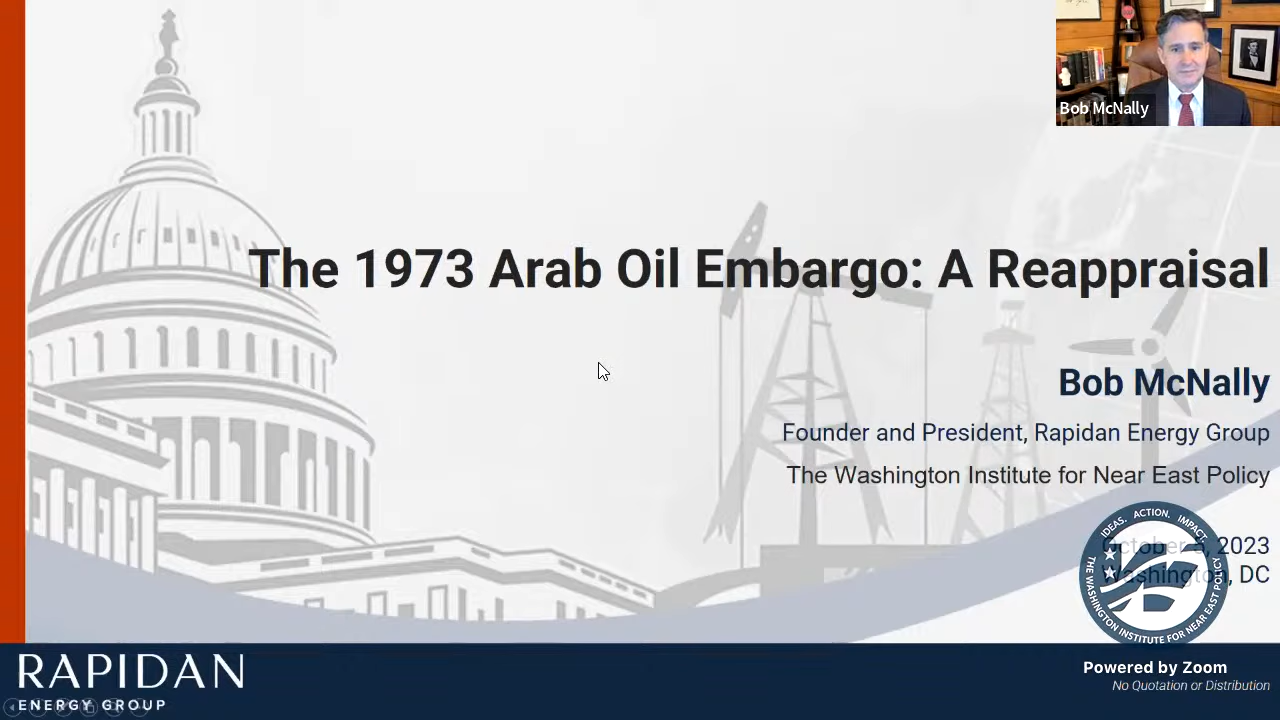 Bob McNally
The 1973 Arab Oil Embargo: A Reappraisal
Bob McNally
Founder and President, Rapidan Energy Group
The Washington Institute for Near East Policy
October , 2023
Washington, DC
IDEAS. ACTION. IMPACT.
THE WASHINGTON INSTITUTE FOR NEAR EAST POLICY
RAPIDAN
ENERGY GROUP
Powered by Zoom
No Quotation or Distribution